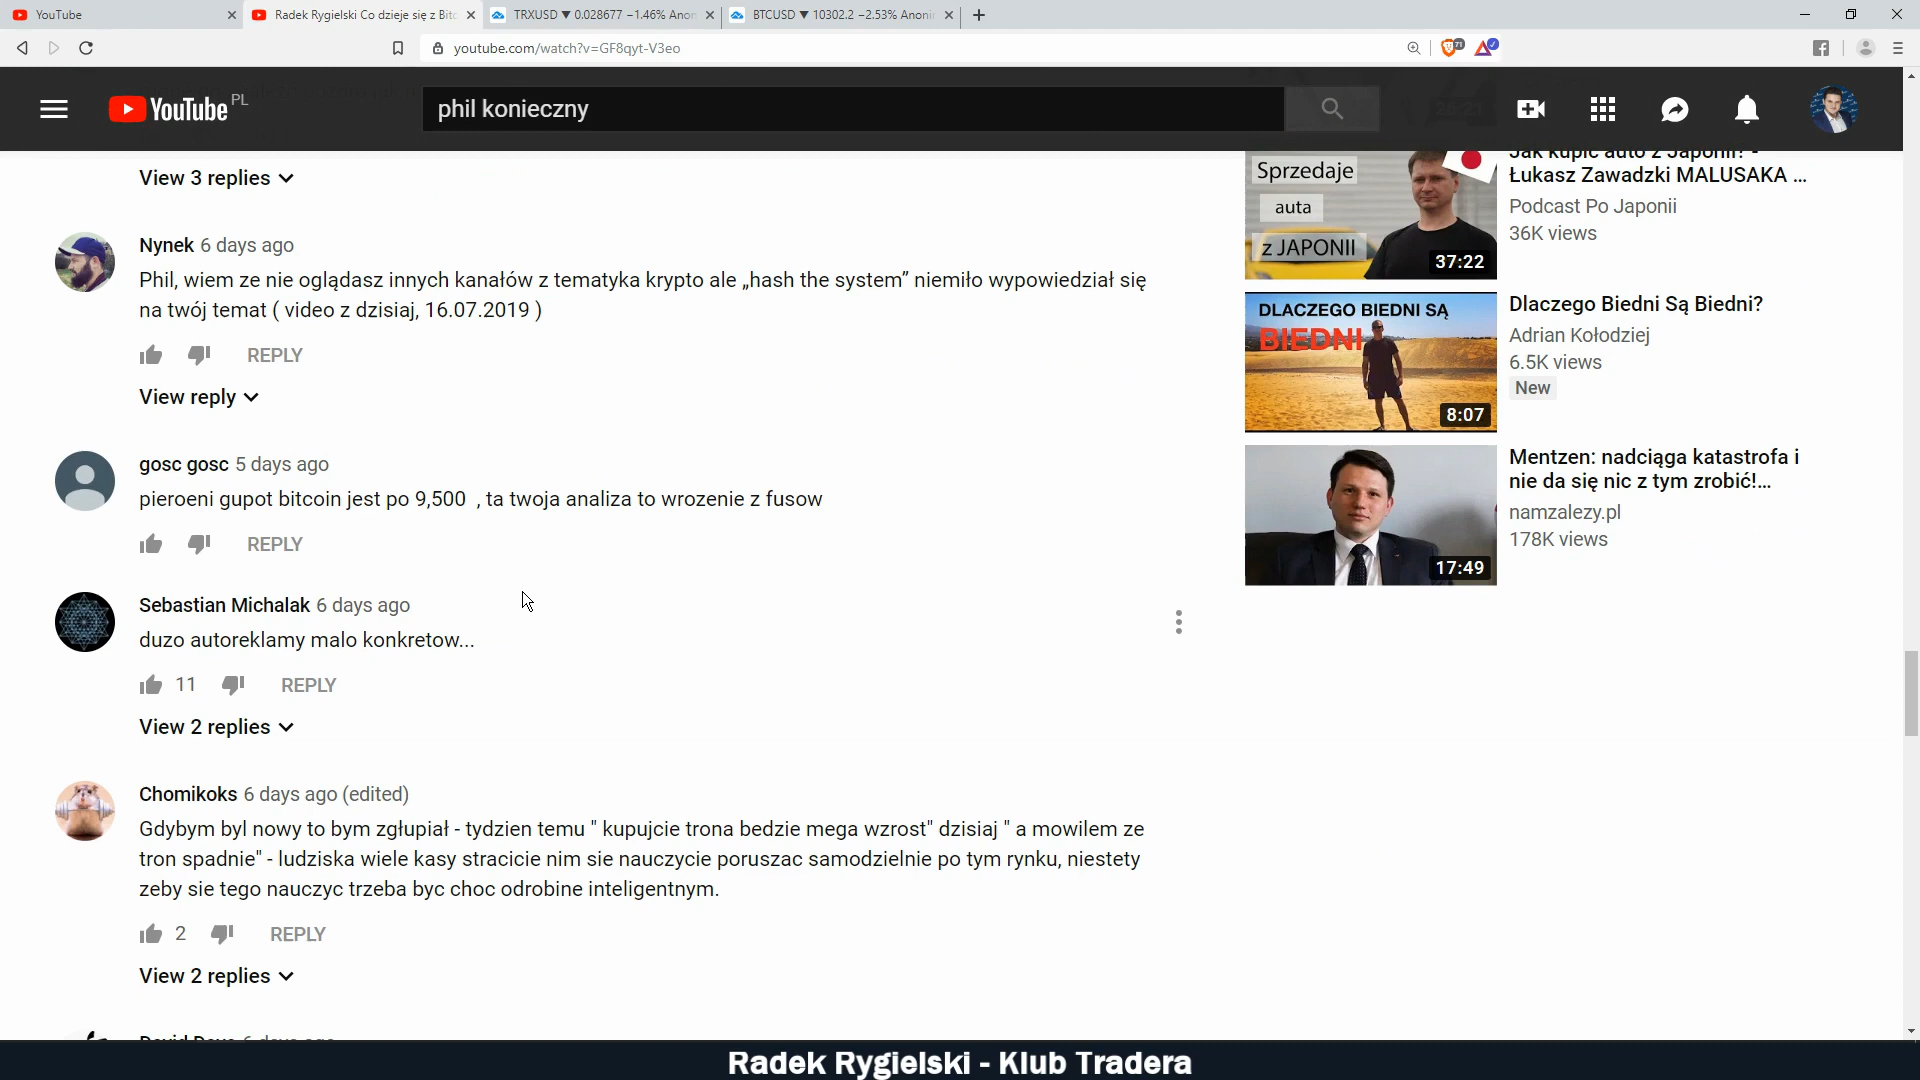 YouTube
Radek Rygielski Co dzieje się z Bitc
TRXUSD ▼ 0.028677 −1.46% Anon
BTCUSD ▼ 10302.2 −2.53% Anonim
youtube.com/watch?v=GF8qyt-V3eo
71
YouTube PL
phil konieczny
View 3 replies
Nynek 6 days ago
Phil, wiem ze nie oglądasz innych kanałów z tematyka krypto ale „hash the system” niemiło wypowiedział się
na twój temat ( video z dzisiaj, 16.07.2019 )
REPLY
View reply
gosc gosc 5 days ago
pieroeni gupot bitcoin jest po 9,500 , ta twoja analiza to wrozenie z fusow
REPLY
Sebastian Michalak 6 days ago
duzo autoreklamy malo konkretow...
11 REPLY
View 2 replies
Chomikoks 6 days ago (edited)
Gdybym byl nowy to bym zgłupiał - tydzien temu " kupujcie trona bedzie mega wzrost" dzisiaj " a mowilem ze
tron spadnie" - ludziska wiele kasy stracicie nim sie nauczycie poruszac samodzielnie po tym rynku, niestety
zeby sie tego nauczyc trzeba byc choc odrobine inteligentnym.
2 REPLY
View 2 replies
Sprzedaje
auta
z JAPONII
37:22
Jak kupić auto z Japonii? -
Łukasz Zawadzki MALUSAKA ...
Podcast Po Japonii
36K views
DLACZEGO BIEDNI SĄ
BIEDNI
8:07
Dlaczego Biedni Są Biedni?
Adrian Kołodziej
6.5K views
New
17:49
Mentzen: nadciąga katastrofa i
nie da się nic z tym zrobić!...
namzalezy.pl
178K views
Radek Rygielski - Klub Tradera